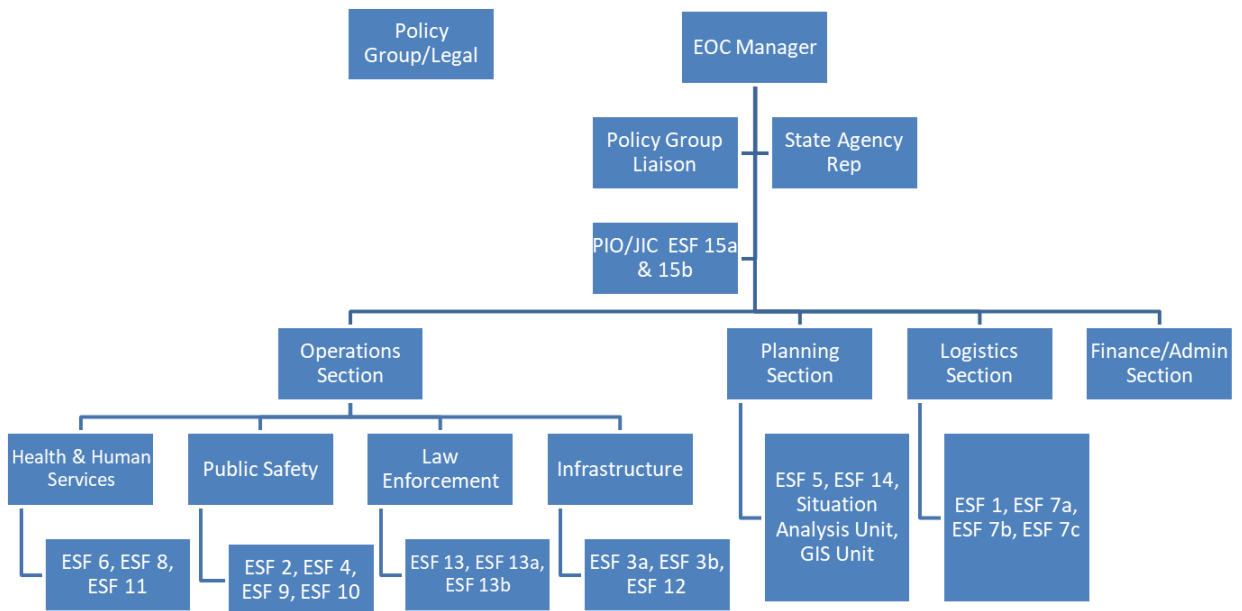 Policy
Group/Legal
EOC Manager
Policy Group
Liaison
State Agency
Rep
PIO/JIC  ESF 15a
& 15b
Operations
Section
Planning
Section
Logistics
Section
Finance/Admin
Section
Health & Human
Services
Public Safety
Law
Enforcement
Infrastructure
ESF 6, ESF 8,
ESF 11
ESF 2, ESF 4,
ESF 9, ESF 10
ESF 13, ESF 13a,
ESF 13b
ESF 3a, ESF 3b,
ESF 12
ESF 5, ESF 14,
Situation
Analysis Unit,
GIS Unit
ESF 1, ESF 7a,
ESF 7b, ESF 7c